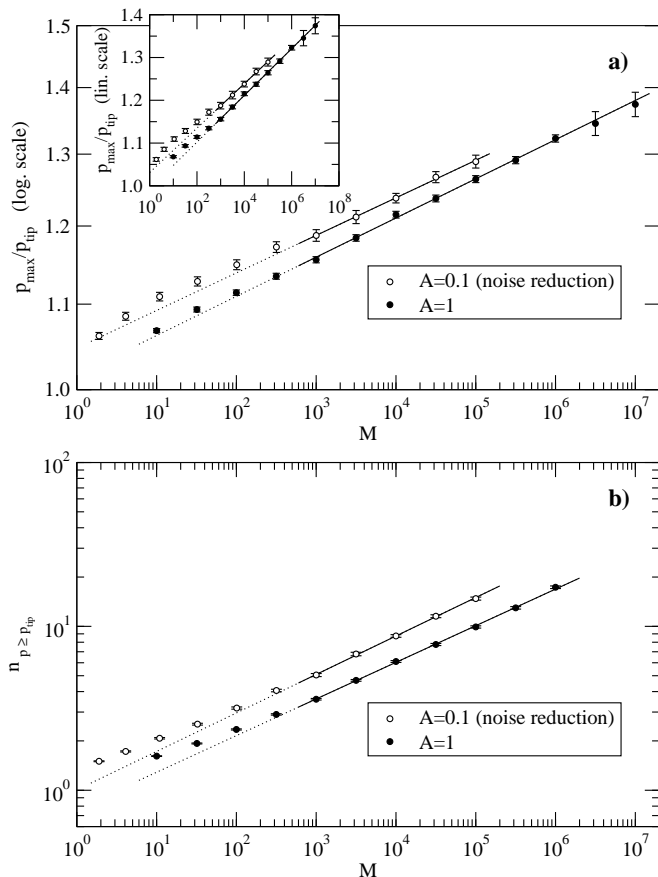 a)
p_max/p_tip (log. scale)
1.5
1.4
1.3
1.2
1.1
1.0
10^0 10^1 10^2 10^3 10^4 10^5 10^6 10^7
M
p_max/p_tip (lin. scale)
1.4
1.3
1.2
1.1
1.0
10^0 10^2 10^4 10^6 10^8
A=0.1 (noise reduction)
A=1
b)
n_p ≥ p_tip
10^2
10^1
10^0
10^0 10^1 10^2 10^3 10^4 10^5 10^6 10^7
M
A=0.1 (noise reduction)
A=1